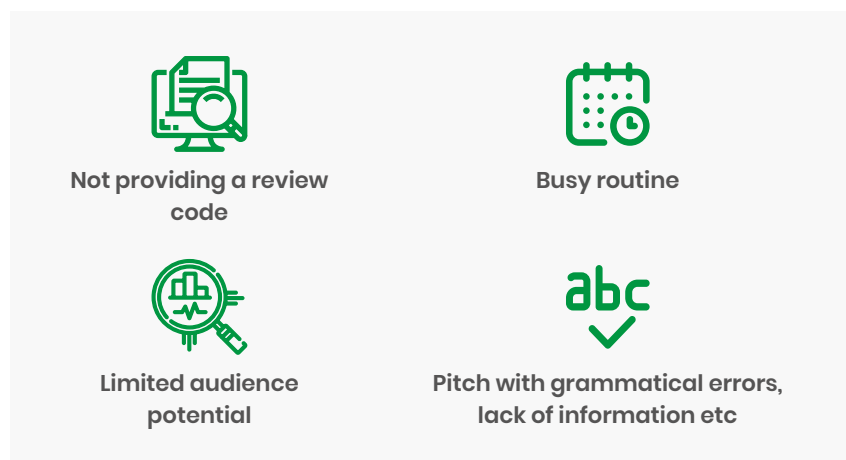 Not providing a review
code
Busy routine
Limited audience
potential
abc
Pitch with grammatical errors,
lack of information etc